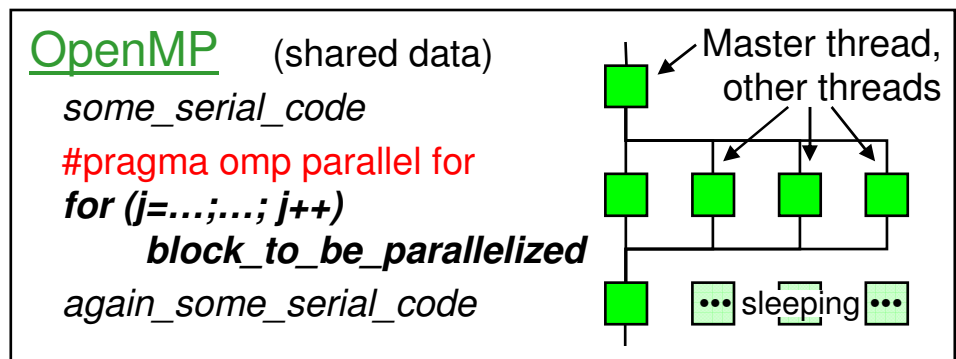 OpenMP (shared data)
some_serial_code
#pragma omp parallel for
for (j=…;…; j++)
block_to_be_parallelized
again_some_serial_code
Master thread,
other threads
••• sleeping •••